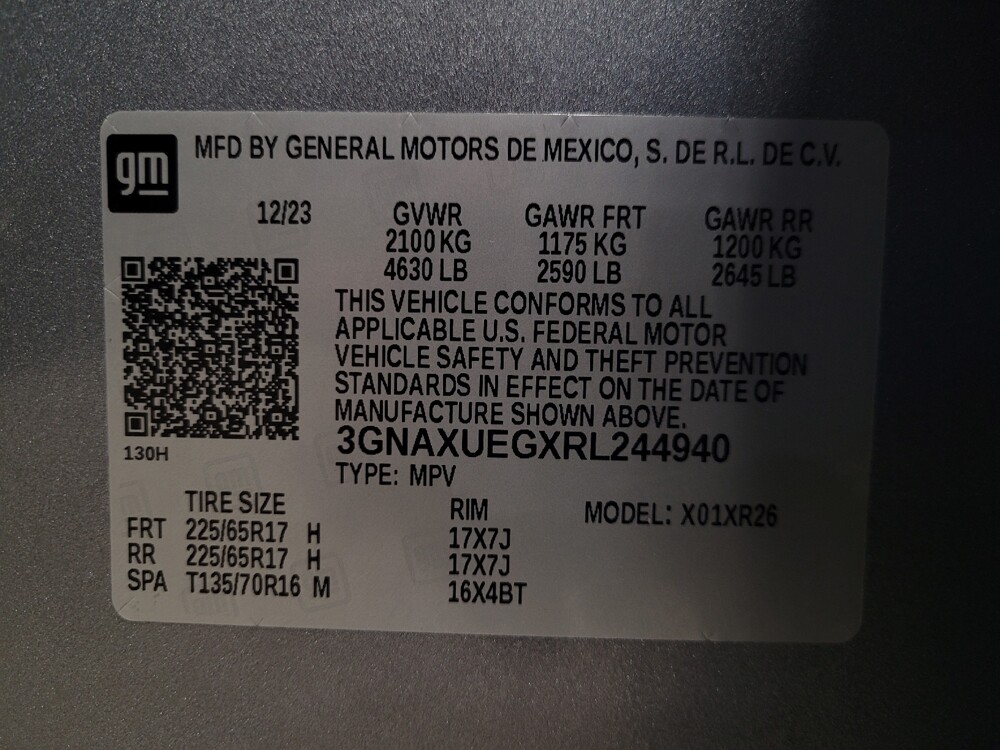 gm
MFD BY GENERAL MOTORS DE MEXICO, S. DE R.L. DE C.V.
12/23 GVWR GAWR FRT GAWR RR
2100 KG 1175 KG 1200 KG
4630 LB 2590 LB 2645 LB
THIS VEHICLE CONFORMS TO ALL
APPLICABLE U.S. FEDERAL MOTOR
VEHICLE SAFETY AND THEFT PREVENTION
STANDARDS IN EFFECT ON THE DATE OF
MANUFACTURE SHOWN ABOVE.
3GNAXUEGXRL244940
130H
TYPE: MPV
TIRE SIZE RIM MODEL: X01XR26
FRT 225/65R17 H 17X7J
RR 225/65R17 H 17X7J
SPA T135/70R16 M 16X4BT